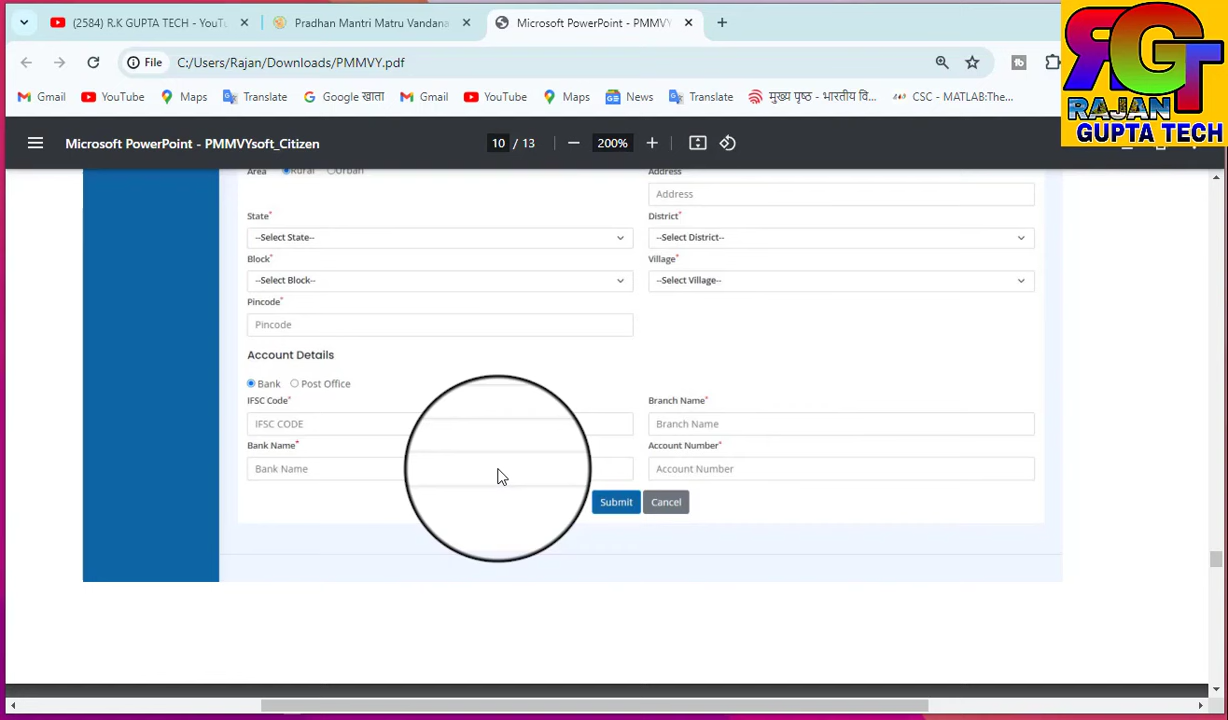 (2584) R.K GUPTA TECH - YouTu
Pradhan Mantri Matru Vandana
Microsoft PowerPoint - PMMVY
File
C:/Users/Rajan/Downloads/PMMVY.pdf
Gmail
YouTube
Maps
Translate
Google खाता
Gmail
YouTube
Maps
News
Translate
मुख्य पृष्ठ - भारतीय वि...
CSC - MATLAB:The...
RGT
RAJAN
GUPTA TECH
Microsoft PowerPoint - PMMVYsoft_Citizen
10 / 13
200%
Area
Rural
Urban
Address
Address
State*
District*
--Select State--
--Select District--
Block*
Village*
--Select Block--
--Select Village--
Pincode*
Pincode
Account Details
Bank
Post Office
IFSC Code*
Branch Name*
IFSC CODE
Branch Name
Bank Name*
Account Number*
Bank Name
Account Number
Submit
Cancel